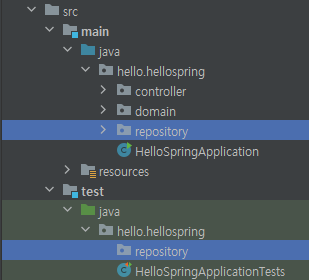 src
main
java
hello.hellospring
controller
domain
repository
HelloSpringApplication
resources
test
java
hello.hellospring
repository
HelloSpringApplicationTests